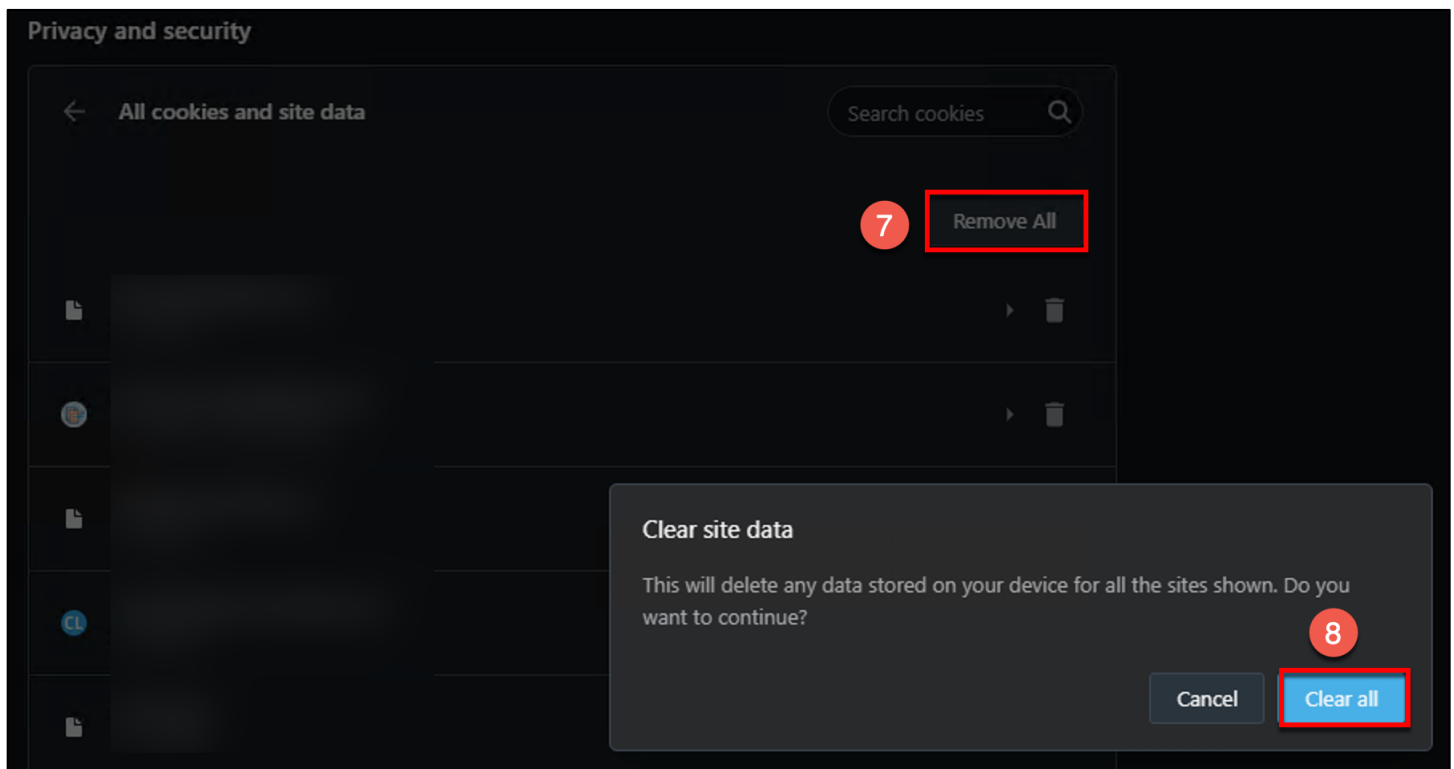 Privacy and security
All cookies and site data
Search cookies
7
Remove All
CL
Clear site data
This will delete any data stored on your device for all the sites shown. Do you
want to continue?
8
Cancel
Clear all